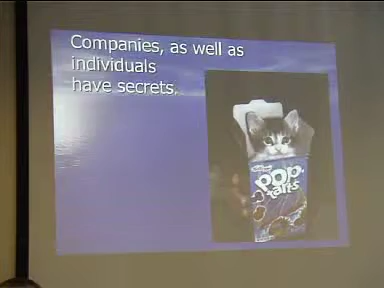 Companies, as well as
individuals
have secrets.
POP.
tarts